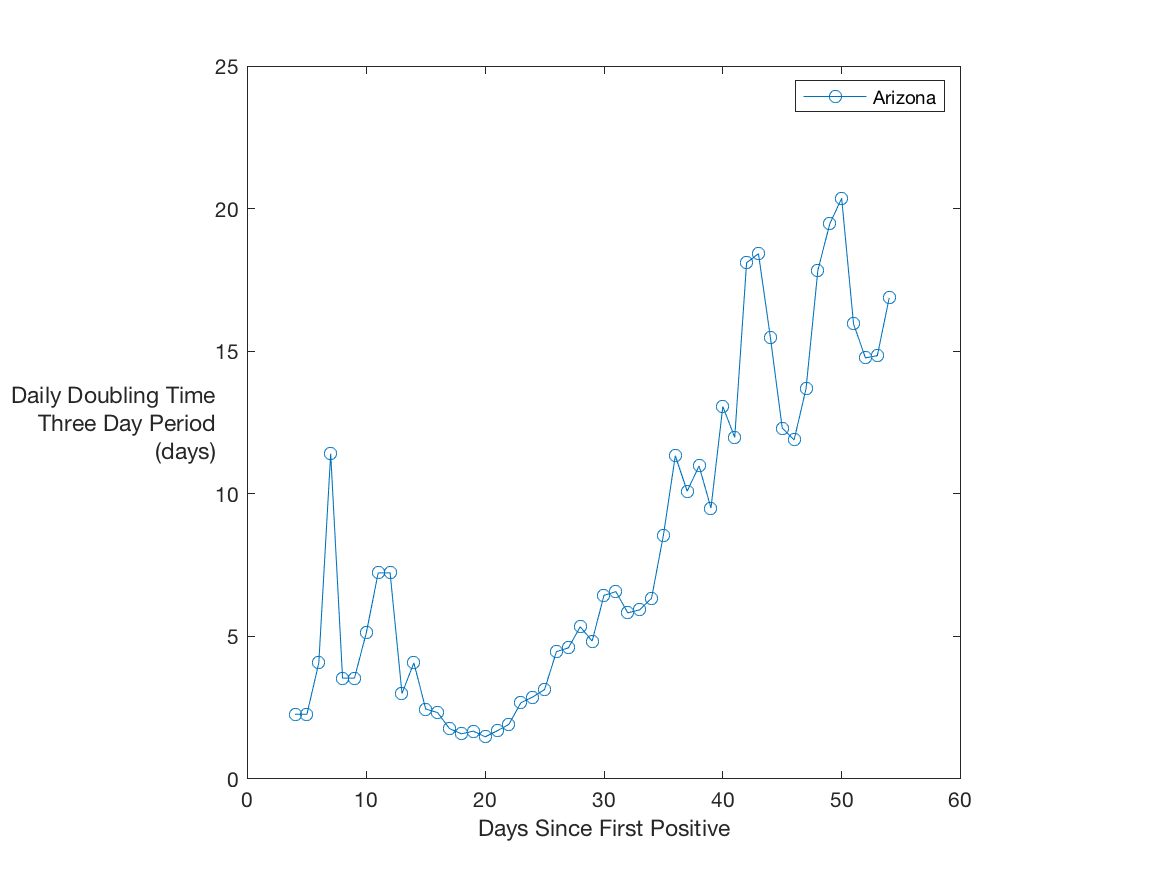 25
Arizona
20
15
Daily Doubling Time
Three Day Period
(days)
10
5
0
0 10 20 30 40 50 60
Days Since First Positive